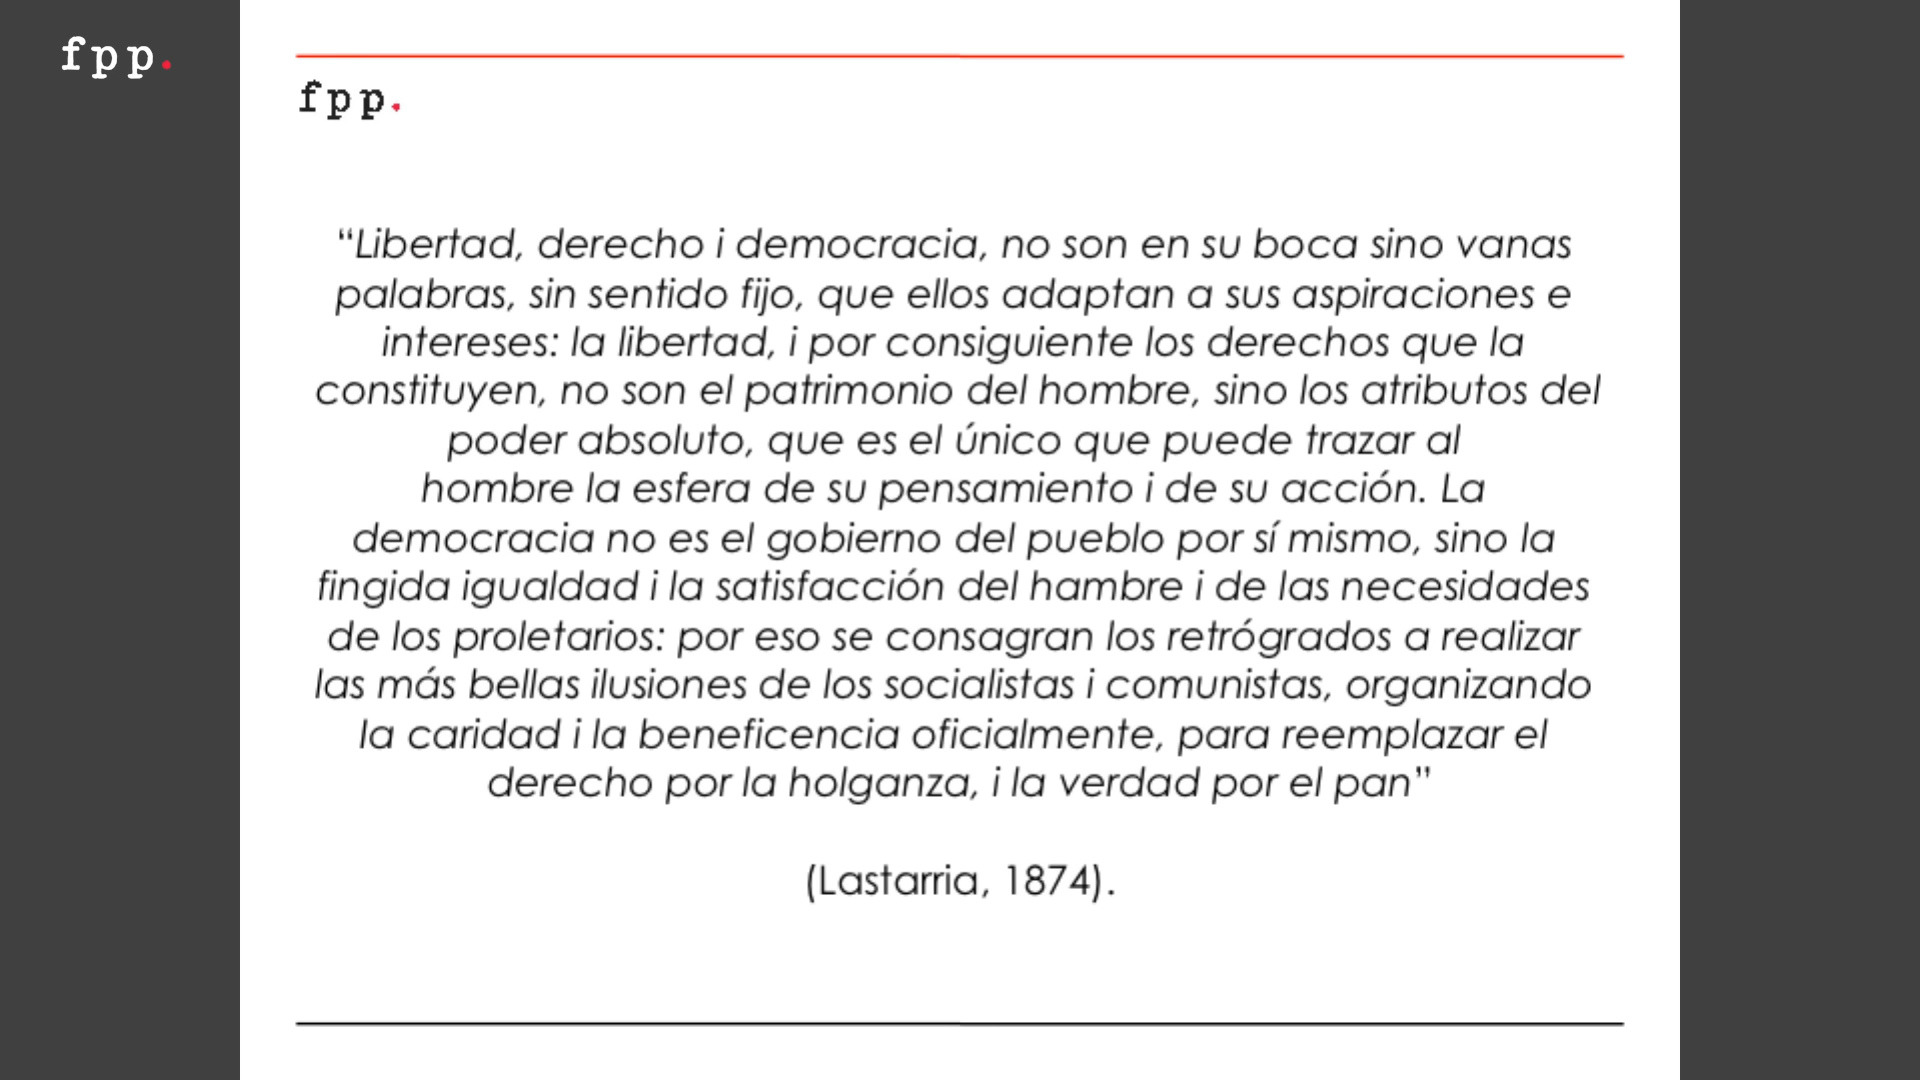 fpp.
fpp.
“Libertad, derecho i democracia, no son en su boca sino vanas
palabras, sin sentido fijo, que ellos adaptan a sus aspiraciones e
intereses: la libertad, i por consiguiente los derechos que la
constituyen, no son el patrimonio del hombre, sino los atributos del
poder absoluto, que es el único que puede trazar al
hombre la esfera de su pensamiento i de su acción. La
democracia no es el gobierno del pueblo por sí mismo, sino la
fingida igualdad i la satisfacción del hambre i de las necesidades
de los proletarios: por eso se consagran los retrógrados a realizar
las más bellas ilusiones de los socialistas i comunistas, organizando
la caridad i la beneficencia oficialmente, para reemplazar el
derecho por la holganza, i la verdad por el pan”
(Lastarria, 1874).